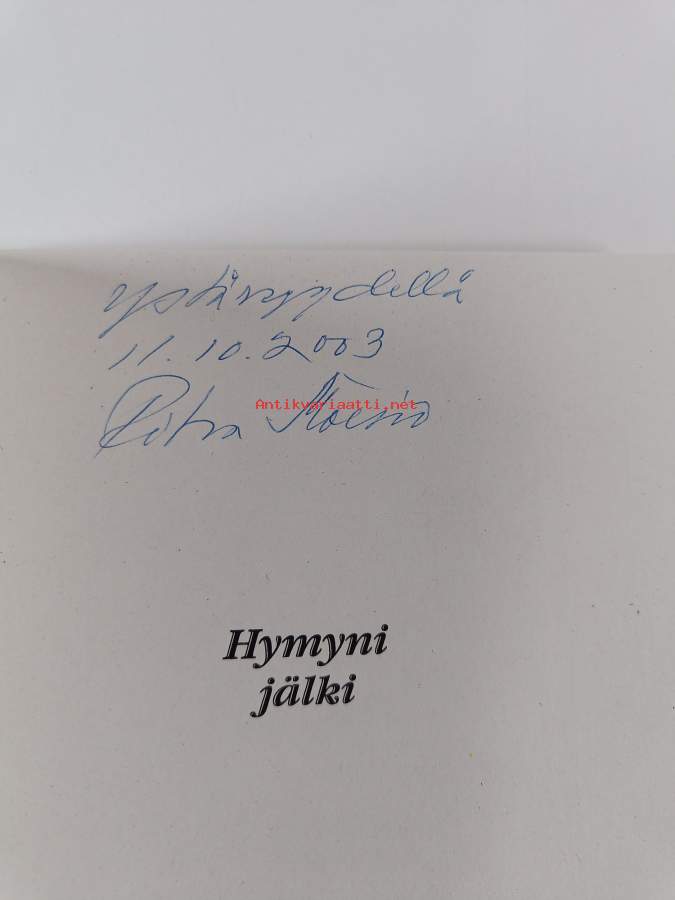 ystävyydellä
11.10.2003
Antikvariaatti.net
Hymyni
jälki